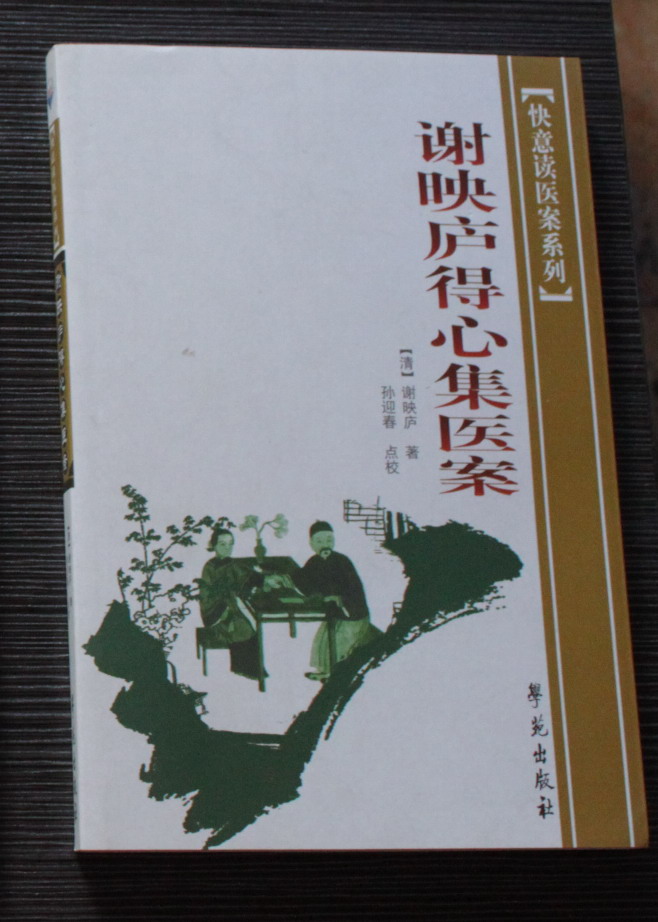 【快意读医案系列】
谢映庐得心集医案
【清】谢映庐 著
孙迎春 点校
學苑出版社